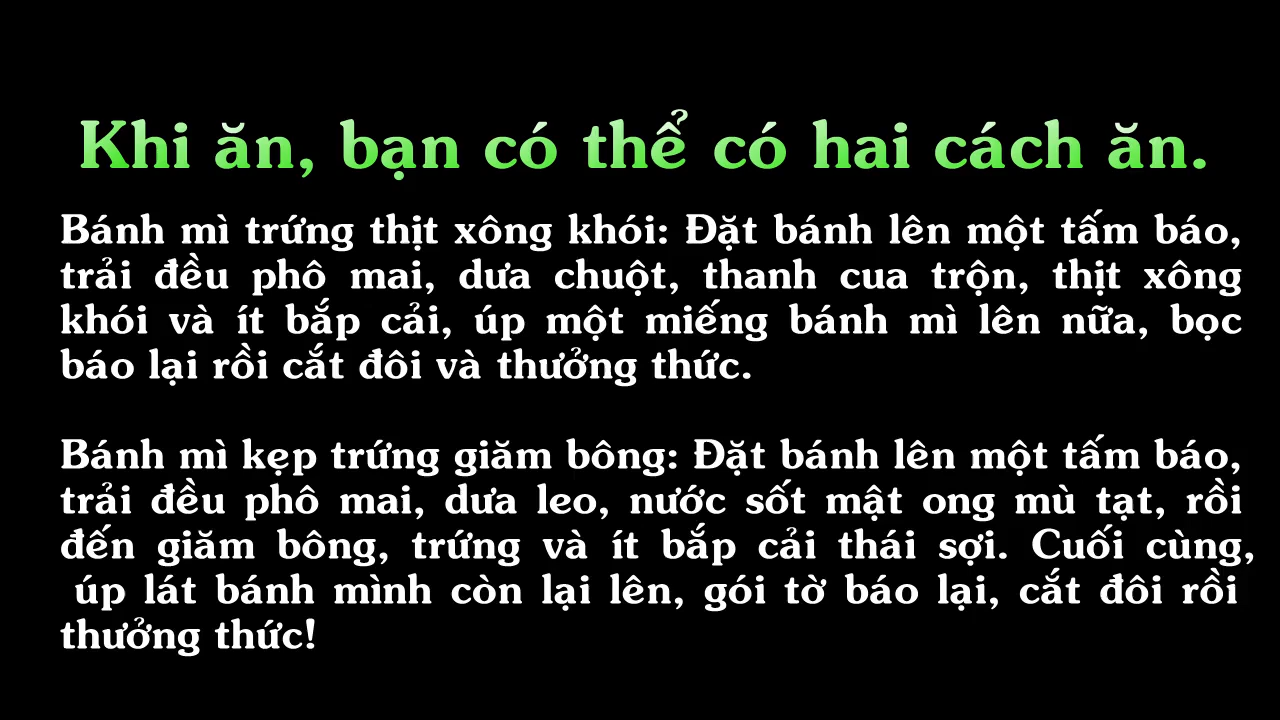 Khi ăn, bạn có thể có hai cách ăn.
Bánh mì trứng thịt xông khói: Đặt bánh lên một tấm báo,
trải đều phô mai, dưa chuột, thanh cua trộn, thịt xông
khói và ít bắp cải, úp một miếng bánh mì lên nữa, bọc
báo lại rồi cắt đôi và thưởng thức.
Bánh mì kẹp trứng giăm bông: Đặt bánh lên một tấm báo,
trải đều phô mai, dưa leo, nước sốt mật ong mù tạt, rồi
đến giăm bông, trứng và ít bắp cải thái sợi. Cuối cùng,
úp lát bánh mình còn lại lên, gói tờ báo lại, cắt đôi rồi
thưởng thức!